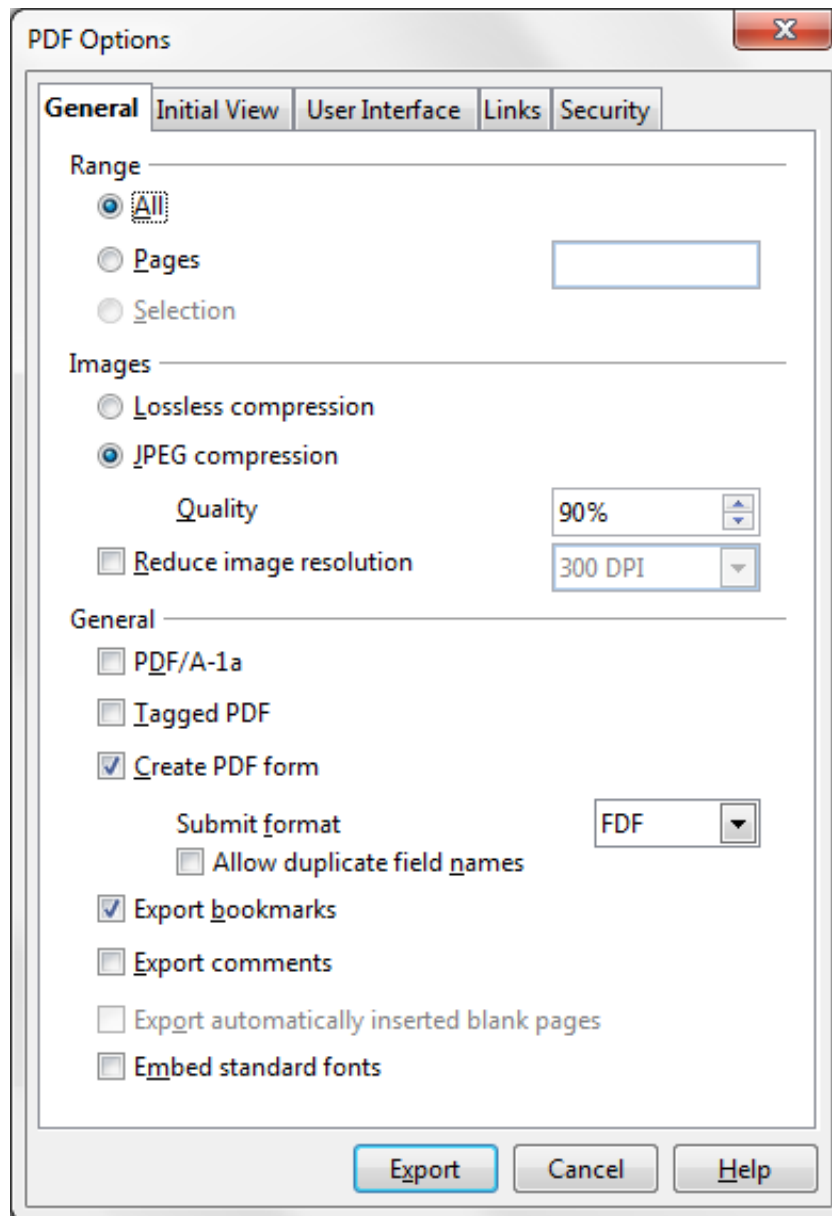 PDF Options
General Initial View User Interface Links Security
Range
All
Pages
Selection
Images
Lossless compression
JPEG compression
Quality 90%
Reduce image resolution 300 DPI
General
PDF/A-1a
Tagged PDF
Create PDF form
Submit format FDF
Allow duplicate field names
Export bookmarks
Export comments
Export automatically inserted blank pages
Embed standard fonts
Export Cancel Help